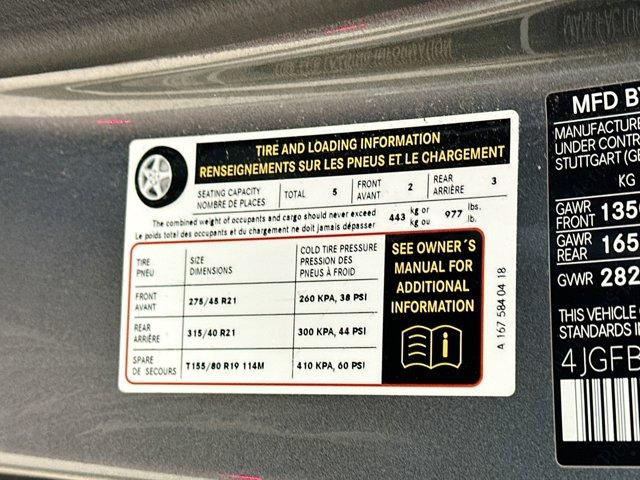 TIRE AND LOADING INFORMATION
RENSEIGNEMENTS SUR LES PNEUS ET LE CHARGEMENT
SEATING CAPACITY TOTAL 5 FRONT 2 REAR 3
NOMBRE DE PLACES AVANT ARRIÈRE
The combined weight of occupants and cargo should never exceed 443 kg or 977 lbs.
Le poids total des occupants et du chargement ne doit jamais dépasser kg ou lb.
TIRE SIZE COLD TIRE PRESSURE
PNEU DIMENSIONS PRESSION DES
PNEUS À FROID
FRONT 275/45 R21 260 KPA, 38 PSI
AVANT
REAR 315/40 R21 300 KPA, 44 PSI
ARRIÈRE
SPARE T155/80 R19 114M 410 KPA, 60 PSI
DE SECOURS
SEE OWNER´S
MANUAL FOR
ADDITIONAL
INFORMATION
A 167 584 04 18
MFD BY
MANUFACTURE
UNDER CONTR
STUTTGART (GE
KG
GAWR 135
FRONT
GAWR 165
REAR
GVWR 282
THIS VEHICLE
STANDARDS I
4JGFB